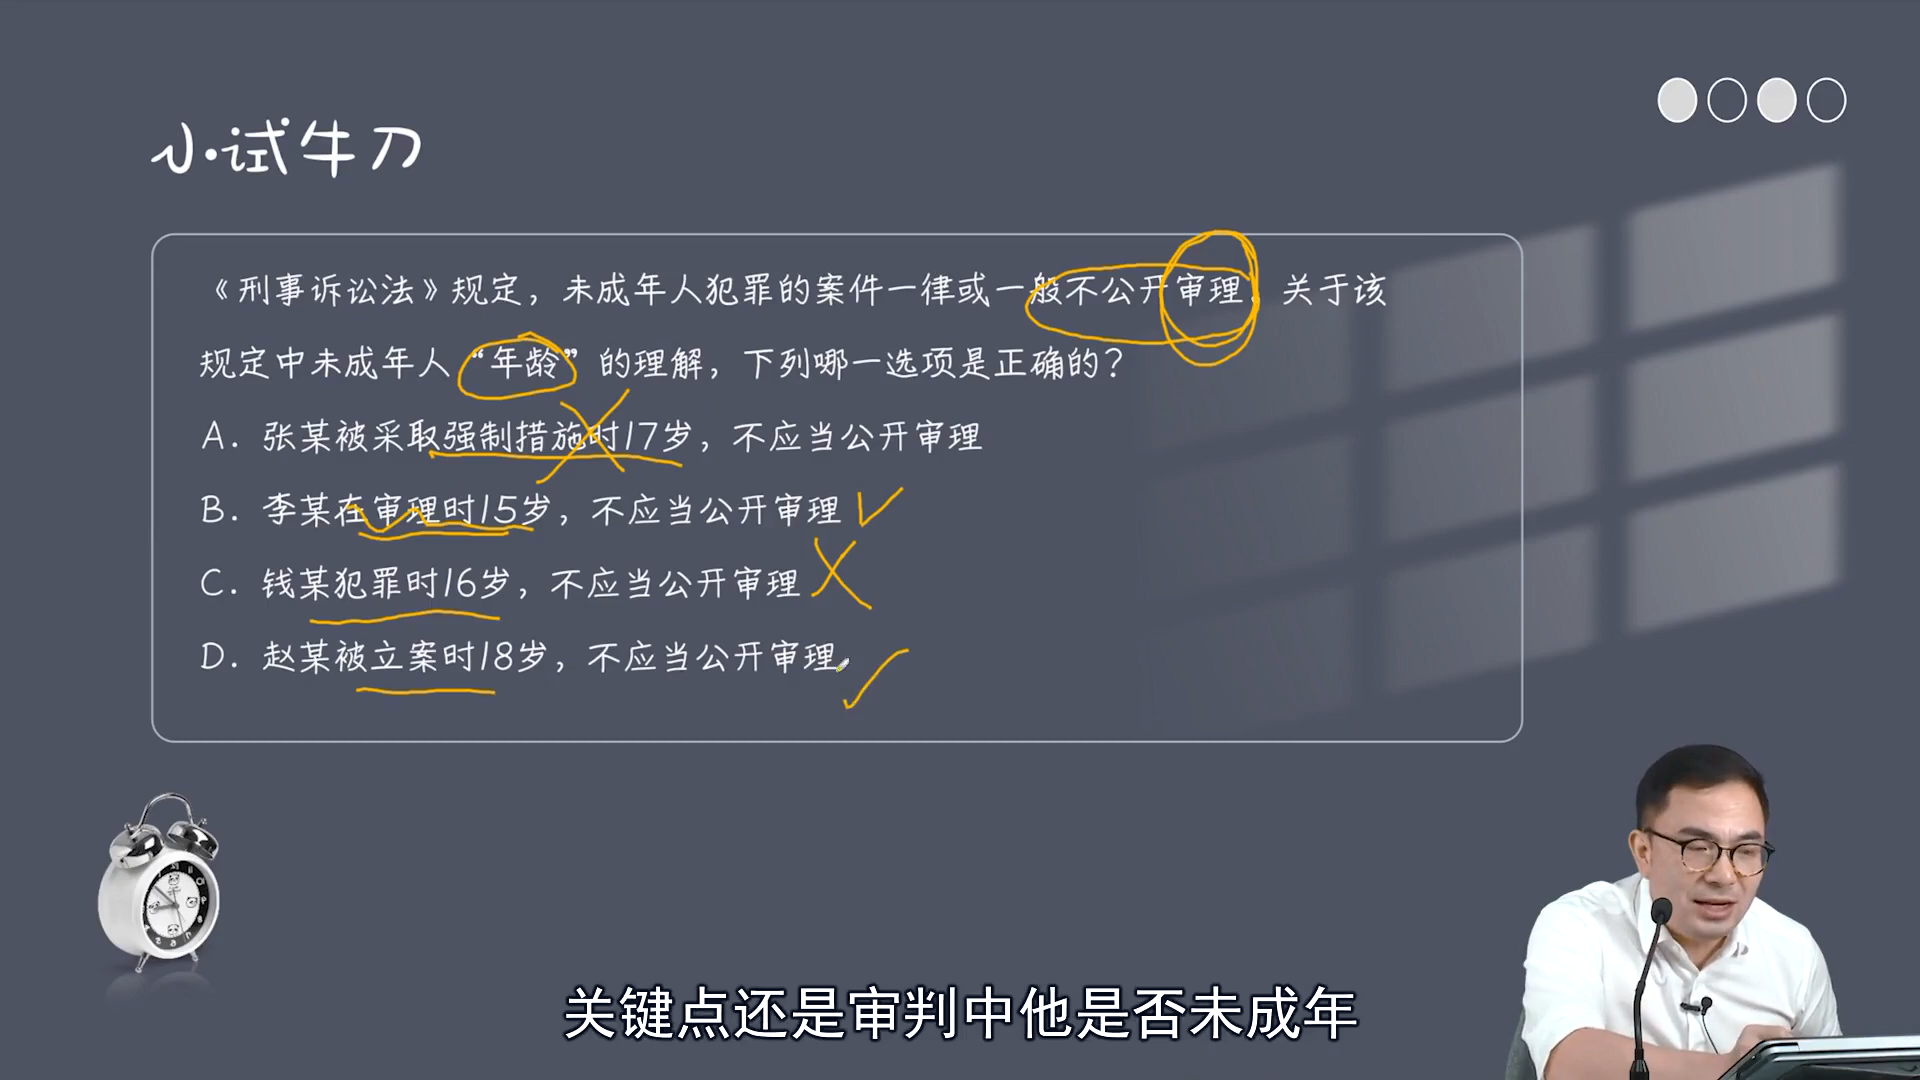 小试牛刀
《刑事诉讼法》规定，未成年人犯罪的案件一律或一般不公开审理。关于该
规定中未成年人“年龄”的理解，下列哪一选项是正确的？
A. 张某被采取强制措施时17岁，不应当公开审理
B. 李某在审理时15岁，不应当公开审理
C. 钱某犯罪时16岁，不应当公开审理
D. 赵某被立案时18岁，不应当公开审理
关键点还是审判中他是否未成年